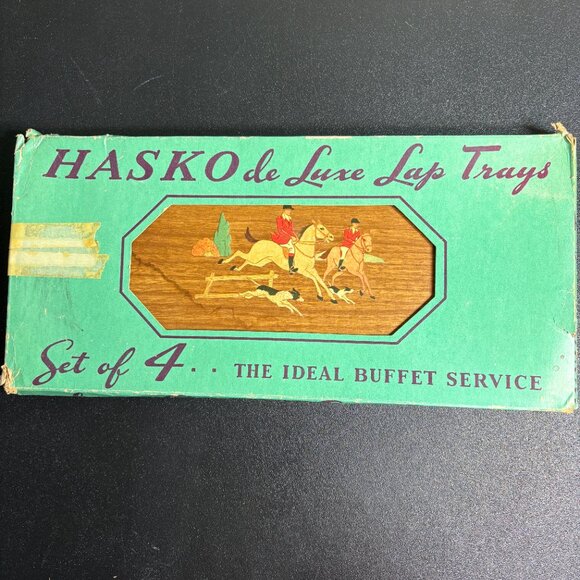 HASKO de Luxe Lap Trays
Set of 4 . . THE IDEAL BUFFET SERVICE